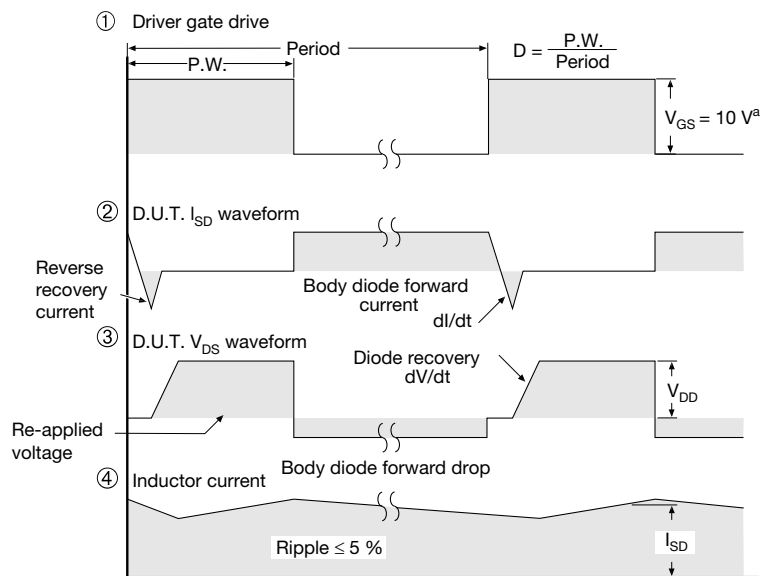 ① Driver gate drive
Period
P.W.
D = P.W. / Period
V_GS = 10 V^a
② D.U.T. I_SD waveform
Reverse
recovery
current
Body diode forward
current
dI/dt
③ D.U.T. V_DS waveform
Diode recovery
dV/dt
V_DD
Re-applied
voltage
Body diode forward drop
④ Inductor current
Ripple ≤ 5 %
I_SD